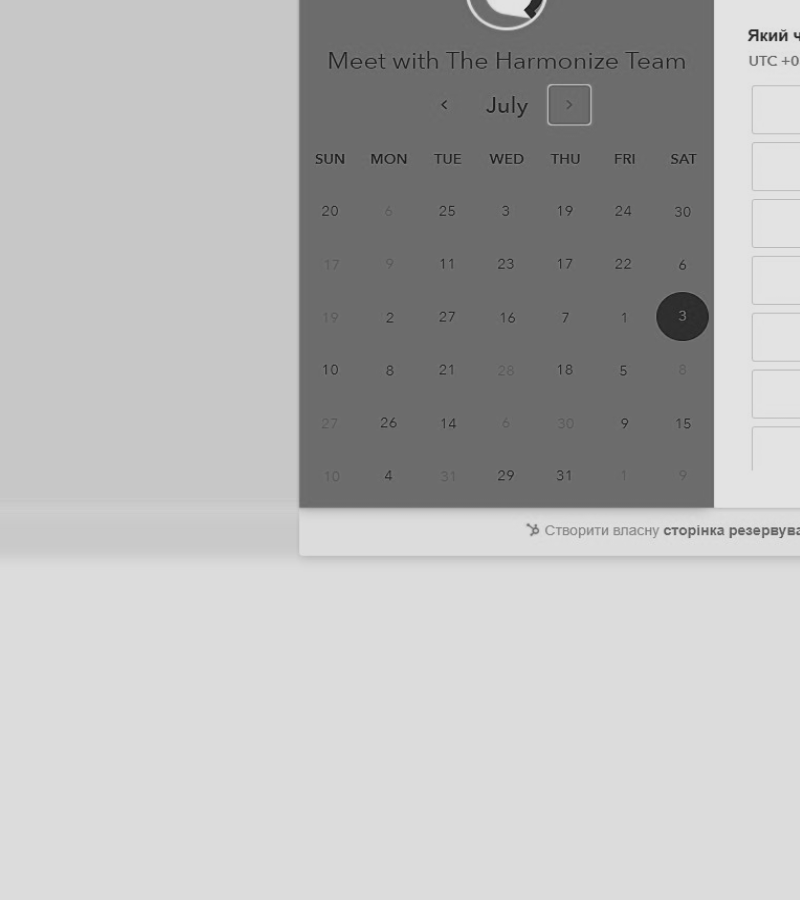 Meet with The Harmonize Team
July
SUN MON TUE WED THU FRI SAT
20 6 25 3 19 24 30
17 9 11 23 17 22 6
19 2 27 16 7 1 3
10 8 21 28 18 5 8
27 26 14 6 30 9 15
10 4 31 29 31 1 9
Який
UTC +0
Створити власну сторінка резервува